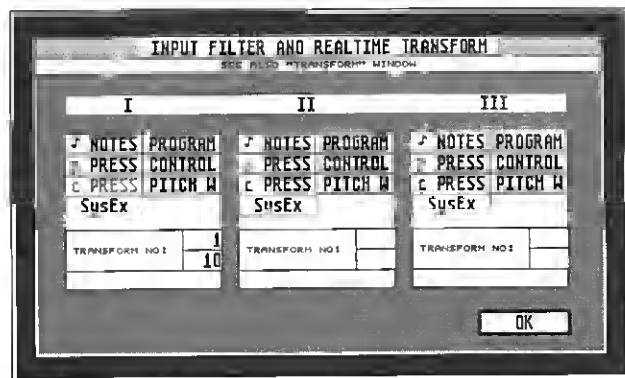 INPUT FILTER AND REALTIME TRANSFORM
SEE ALSO "TRANSFORM" WINDOW
I II III
♪ NOTES PROGRAM ♪ NOTES PROGRAM ♪ NOTES PROGRAM
♪ PRESS CONTROL ♪ PRESS CONTROL ♪ PRESS CONTROL
C PRESS PITCH W C PRESS PITCH W C PRESS PITCH W
SysEx SysEx SysEx
TRANSFORM NO: 1 TRANSFORM NO: TRANSFORM NO:
10
OK